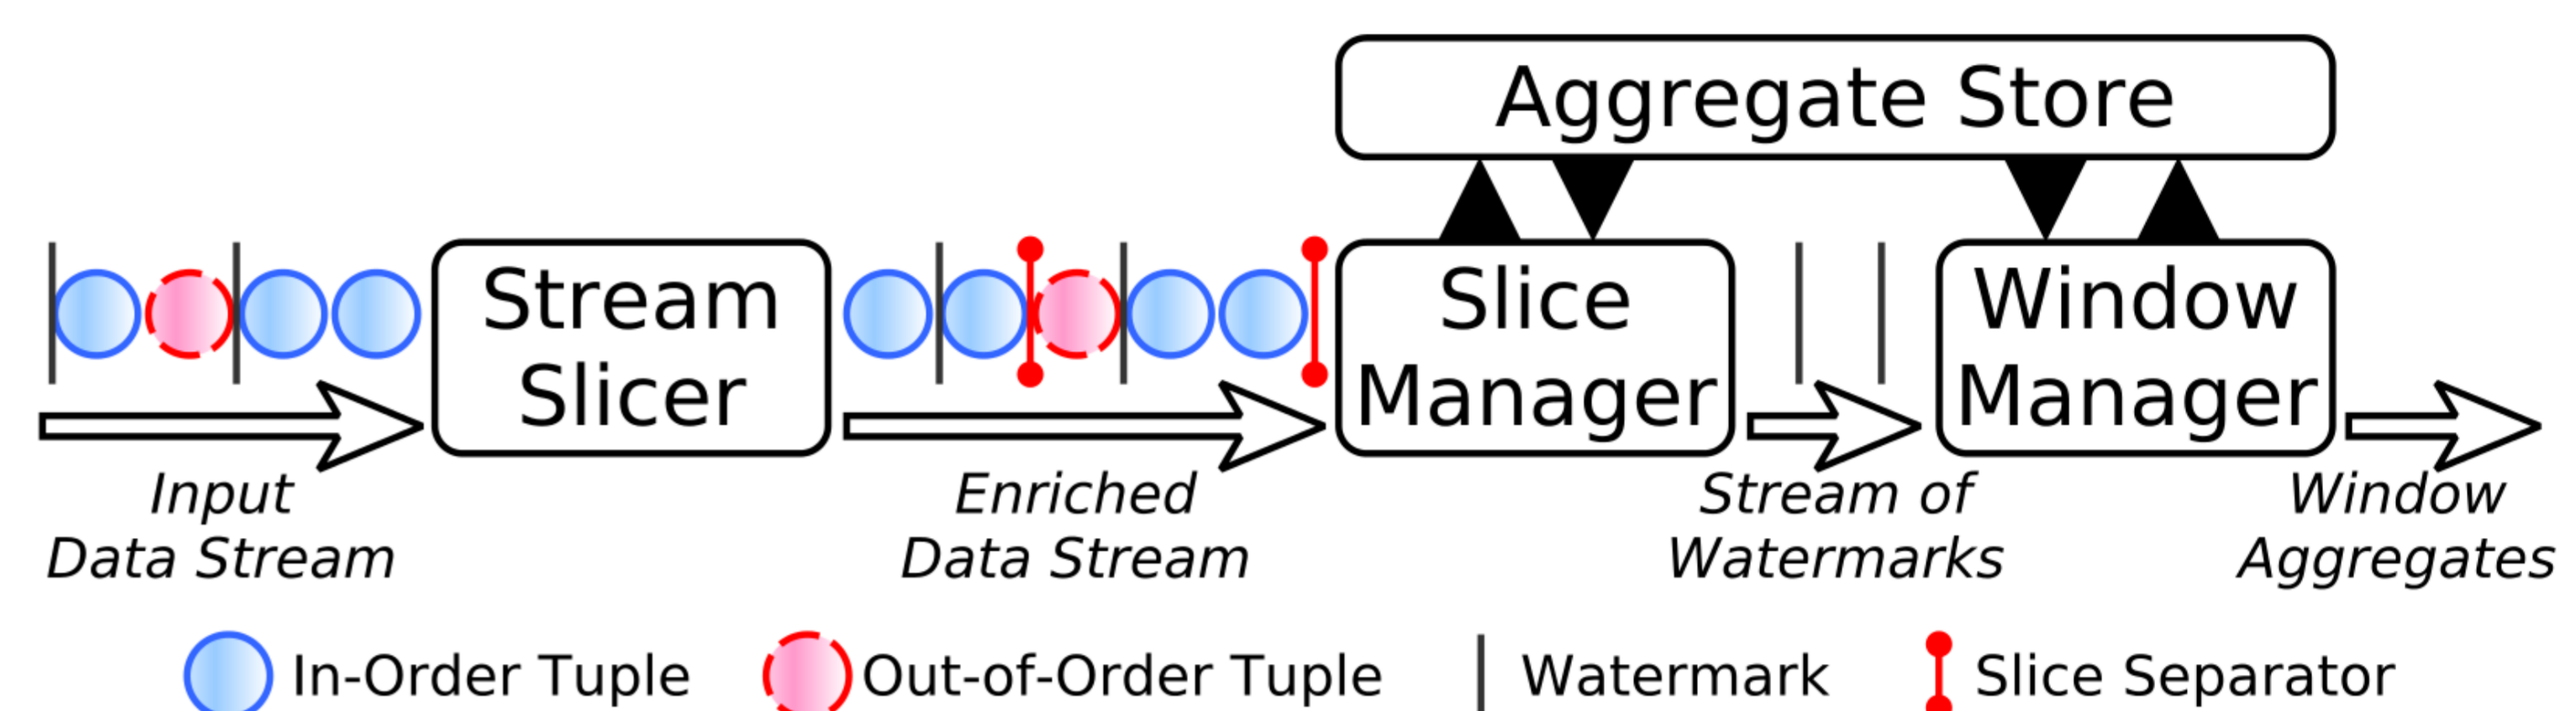 Aggregate Store
Stream
Slicer
Slice
Manager
Window
Manager
Input
Data Stream
Enriched
Data Stream
Stream of
Watermarks
Window
Aggregates
In-Order Tuple
Out-of-Order Tuple
Watermark
Slice Separator